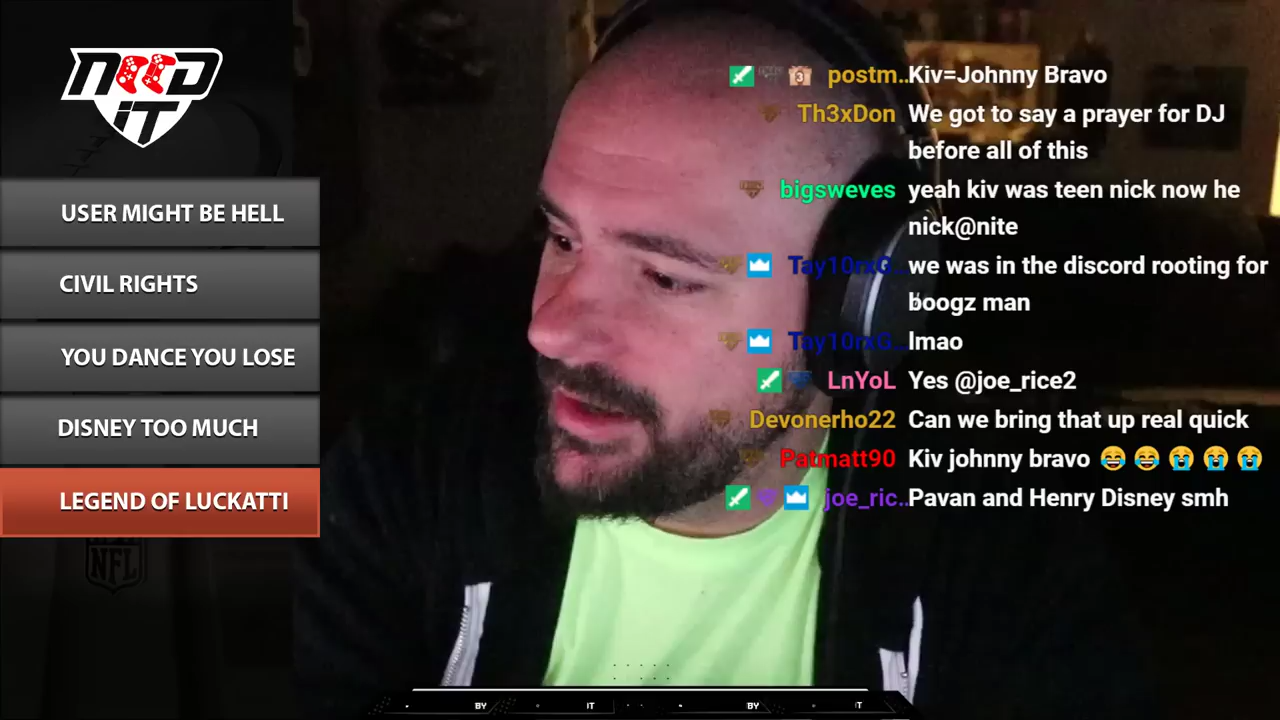 NERD
IT
USER MIGHT BE HELL
CIVIL RIGHTS
YOU DANCE YOU LOSE
DISNEY TOO MUCH
LEGEND OF LUCKATTI
NFL
3 postm.. Kiv=Johnny Bravo
Th3xDon We got to say a prayer for DJ
before all of this
bigsweves yeah kiv was teen nick now he
nick@nite
Tay10rxG… we was in the discord rooting for
boogz man
Tay10rxG… lmao
LnYoL Yes @joe_rice2
Devonerho22 Can we bring that up real quick
Patmatt90 Kiv johnny bravo 😂 😂 😭 😭 😭
joe_ric.. Pavan and Henry Disney smh
BY IT BY IT